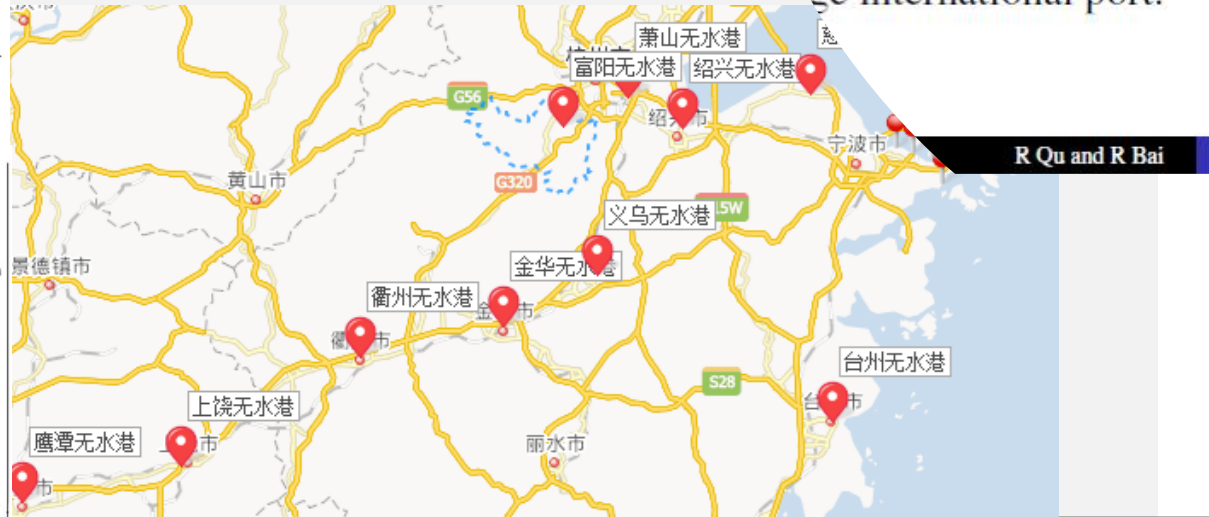 international port.
R Qu and R Bai
萧山无水港
富阳无水港
绍兴无水港
G56
宁波市
黄山市
G320
义乌无水港
景德镇市
金华无水港
衢州无水港
台州无水港
S28
上饶无水港
鹰潭无水港
丽水市